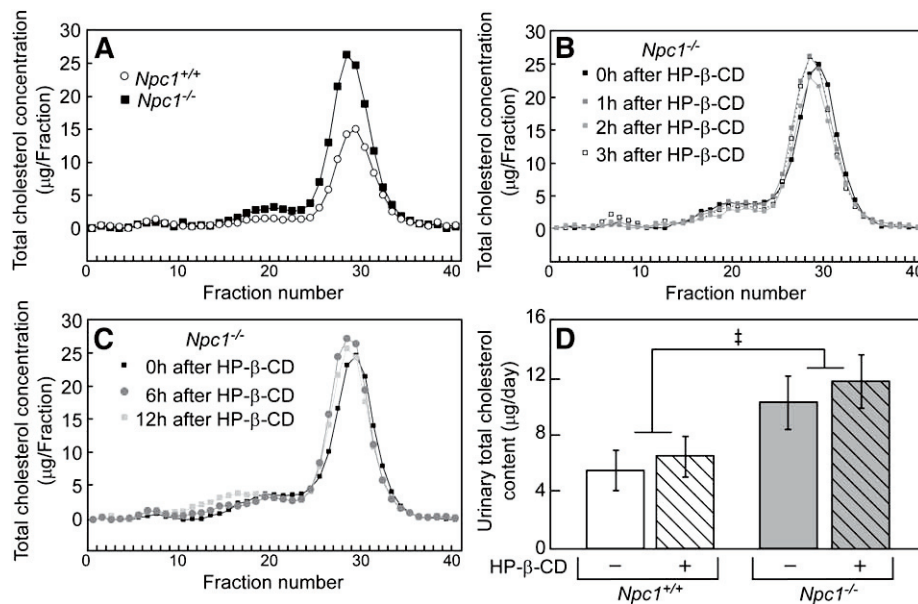 A
Total cholesterol concentration
(μg/Fraction)
30
25
20
15
10
5
0
Npc1+/+
Npc1-/-
0 10 20 30 40
Fraction number
B
Total cholesterol concentration
(μg/Fraction)
30
25
20
15
10
5
0
Npc1-/-
0h after HP-β-CD
1h after HP-β-CD
2h after HP-β-CD
3h after HP-β-CD
0 10 20 30 40
Fraction number
C
Total cholesterol concentration
(μg/Fraction)
30
25
20
15
10
5
0
Npc1-/-
0h after HP-β-CD
6h after HP-β-CD
12h after HP-β-CD
0 10 20 30 40
Fraction number
D
Urinary total cholesterol
content (μg/day)
16
12
8
4
0
‡
HP-β-CD − + − +
Npc1+/+ Npc1-/-